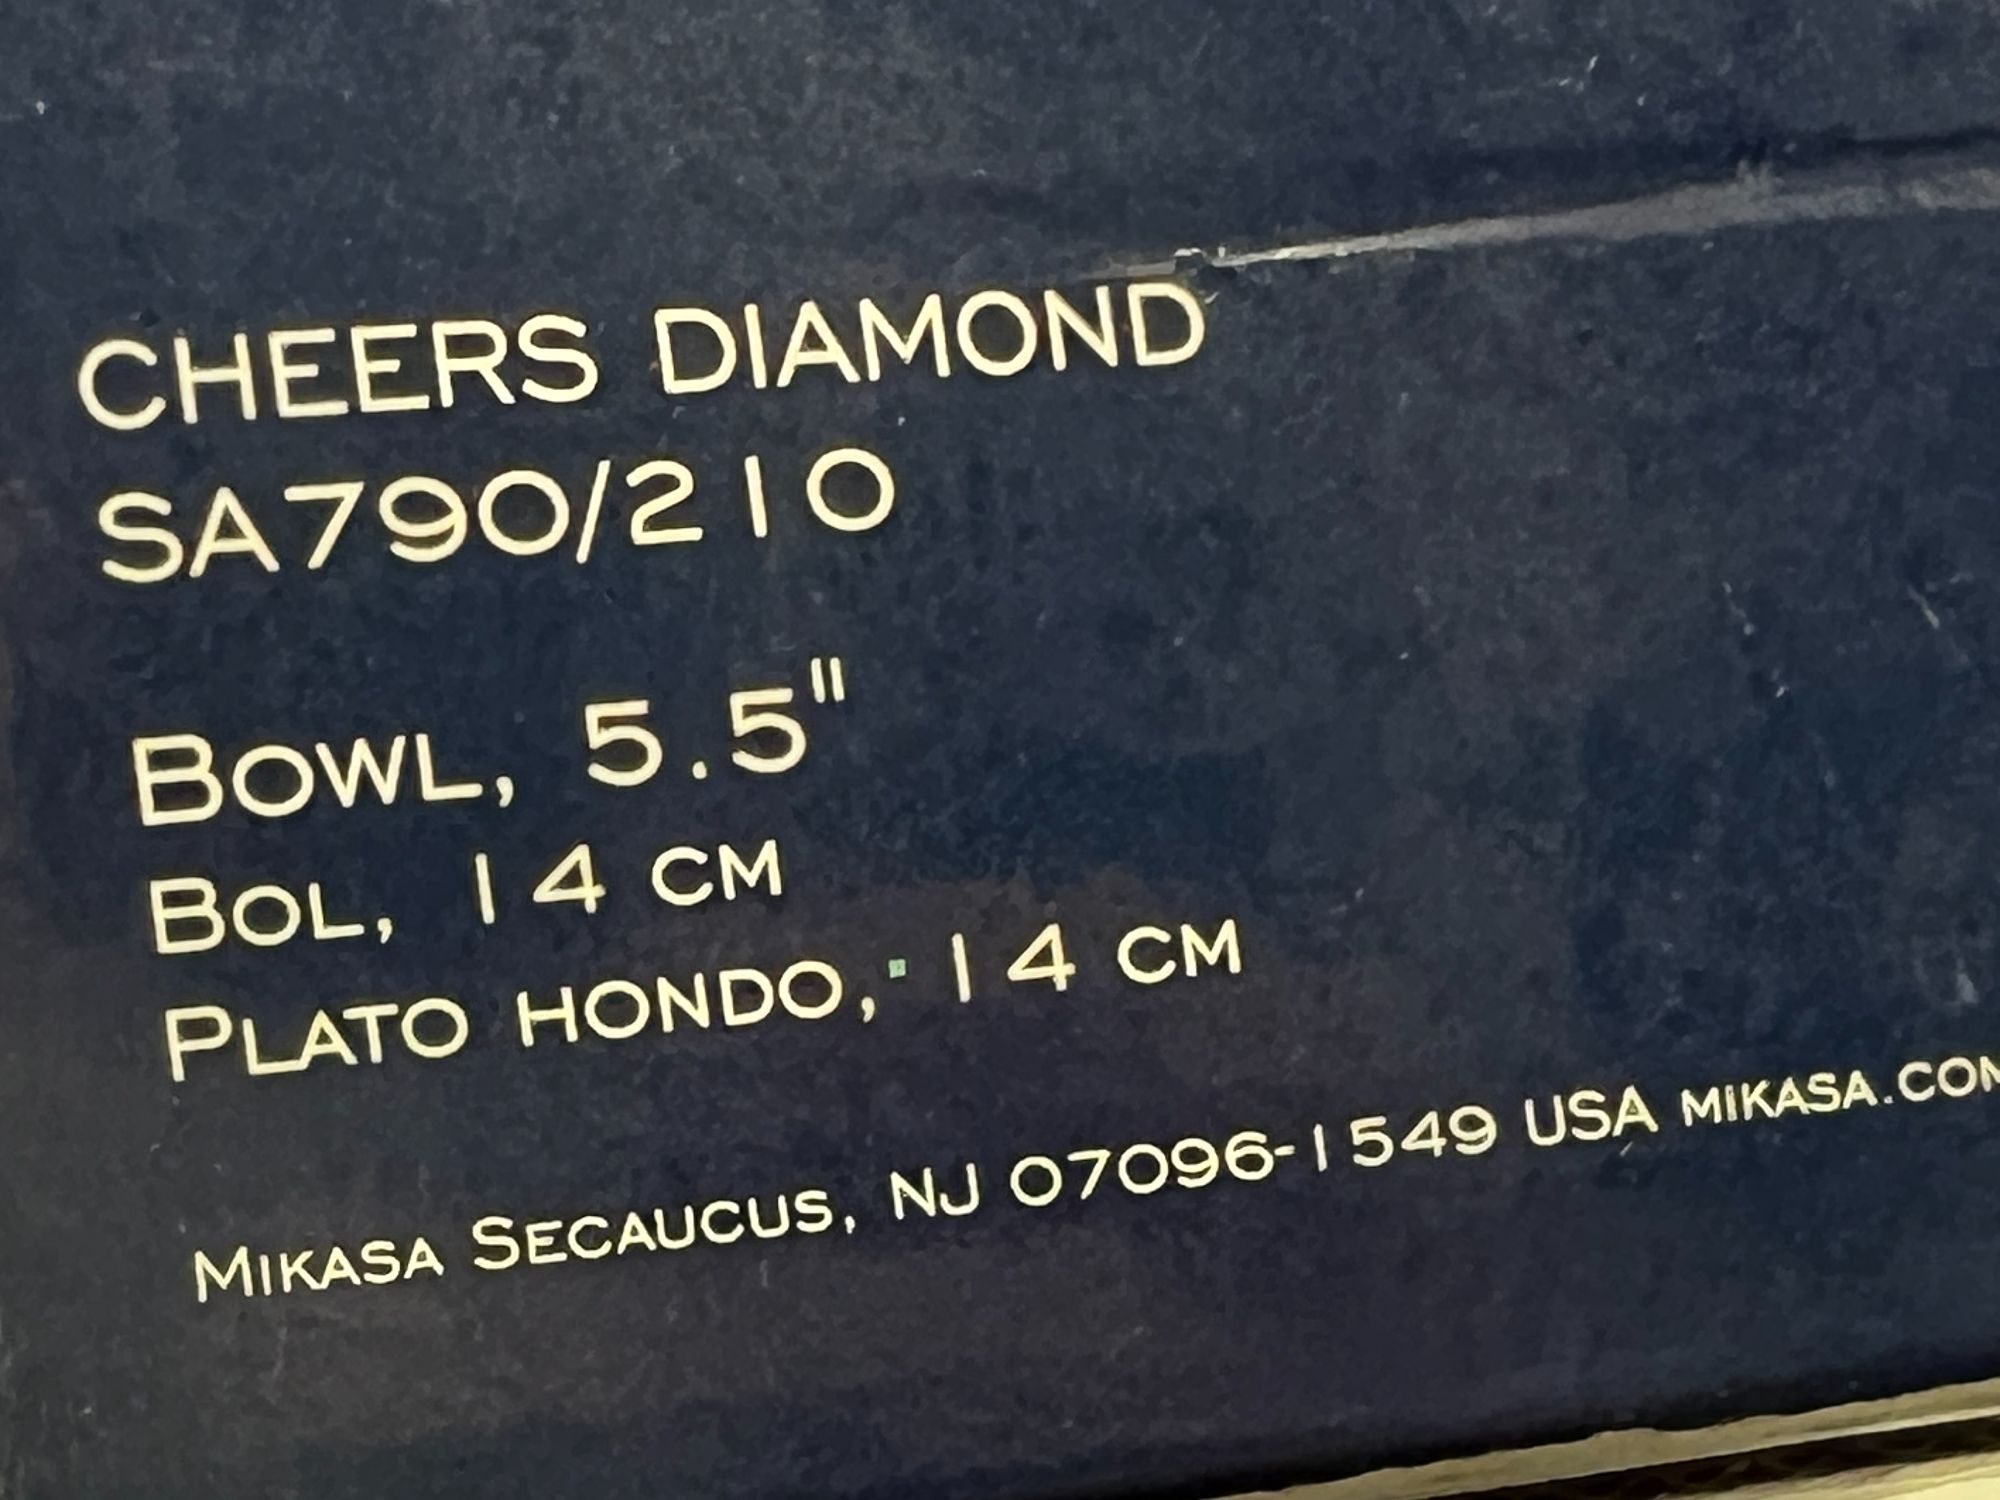 CHEERS DIAMOND
SA790/210
BOWL, 5.5"
BOL, 14 CM
PLATO HONDO, 14 CM
MIKASA SECAUCUS, NJ 07096-1549 USA MIKASA.COM